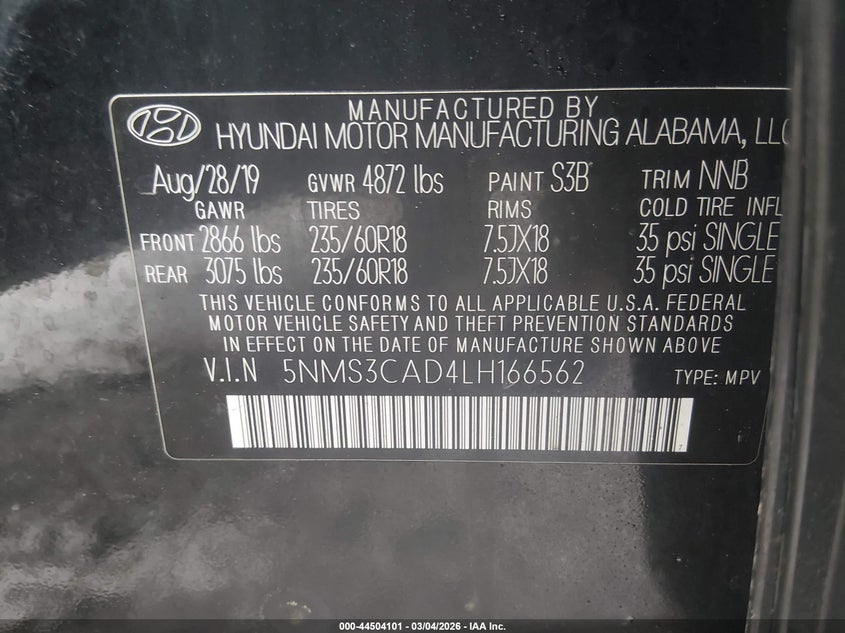 MANUFACTURED BY
HYUNDAI MOTOR MANUFACTURING ALABAMA, LLC
Aug/28/19 GVWR 4872 lbs PAINT S3B TRIM NNB
GAWR TIRES RIMS COLD TIRE INFL
FRONT 2866 lbs 235/60R18 7.5JX18 35 psi SINGLE
REAR 3075 lbs 235/60R18 7.5JX18 35 psi SINGLE
THIS VEHICLE CONFORMS TO ALL APPLICABLE U.S.A. FEDERAL
MOTOR VEHICLE SAFETY AND THEFT PREVENTION STANDARDS
IN EFFECT ON THE DATE OF MANUFACTURE SHOWN ABOVE.
V.I.N 5NMS3CAD4LH166562 TYPE: MPV
000-44504101 - 03/04/2026 - IAA Inc.